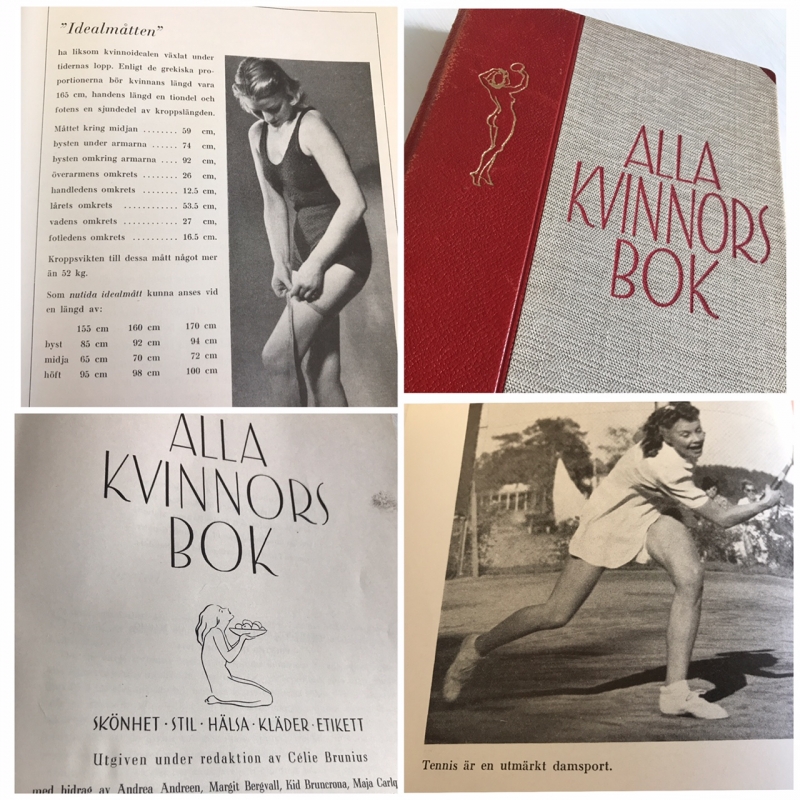 "Idealmåtten"
ha liksom kvinnoidealen växlat under
tidernas lopp. Enligt de grekiska pro-
portionerna bör kvinnans längd vara
165 cm, handens längd en tiondel och
fotens en sjundedel av kroppslängden.
Måttet kring midjan ........ 59 cm,
bysten under armarna ...... 74 cm,
bysten omkring armarna .... 92 cm,
överarmens omkrets ........ 26 cm,
handledens omkrets ....... 12.5 cm,
lårets omkrets ............ 53.5 cm,
vadens omkrets ............ 27 cm,
fotledens omkrets ......... 16.5 cm.
Kroppsvikten till dessa mått något mer
än 52 kg.
Som nutida idealmått kunna anses vid
en längd av:
155 cm 160 cm 170 cm
byst 85 cm 92 cm 94 cm
midja 65 cm 70 cm 72 cm
höft 95 cm 98 cm 100 cm
ALLA
KVINNORS
BOK
ALLA
KVINNORS
BOK
SKÖNHET · STIL · HÄLSA · KLÄDER · ETIKETT
Utgiven under redaktion av Célie Brunius
med bidrag av Andrea Andreen, Margit Bergvall, Kid Bruncrona, Maja Carlq
Tennis är en utmärkt damsport.